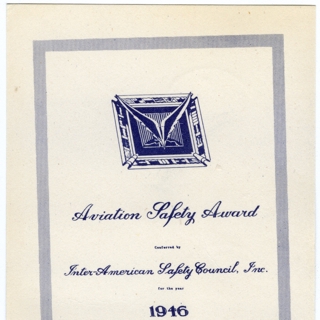 Aviation Safety Award
Conferred by
Inter-American Safety Council, Inc.
for the year
1946